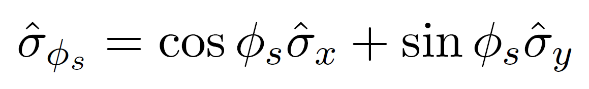 σ̂_{ϕ_s} = cos ϕ_s σ̂_x + sin ϕ_s σ̂_y